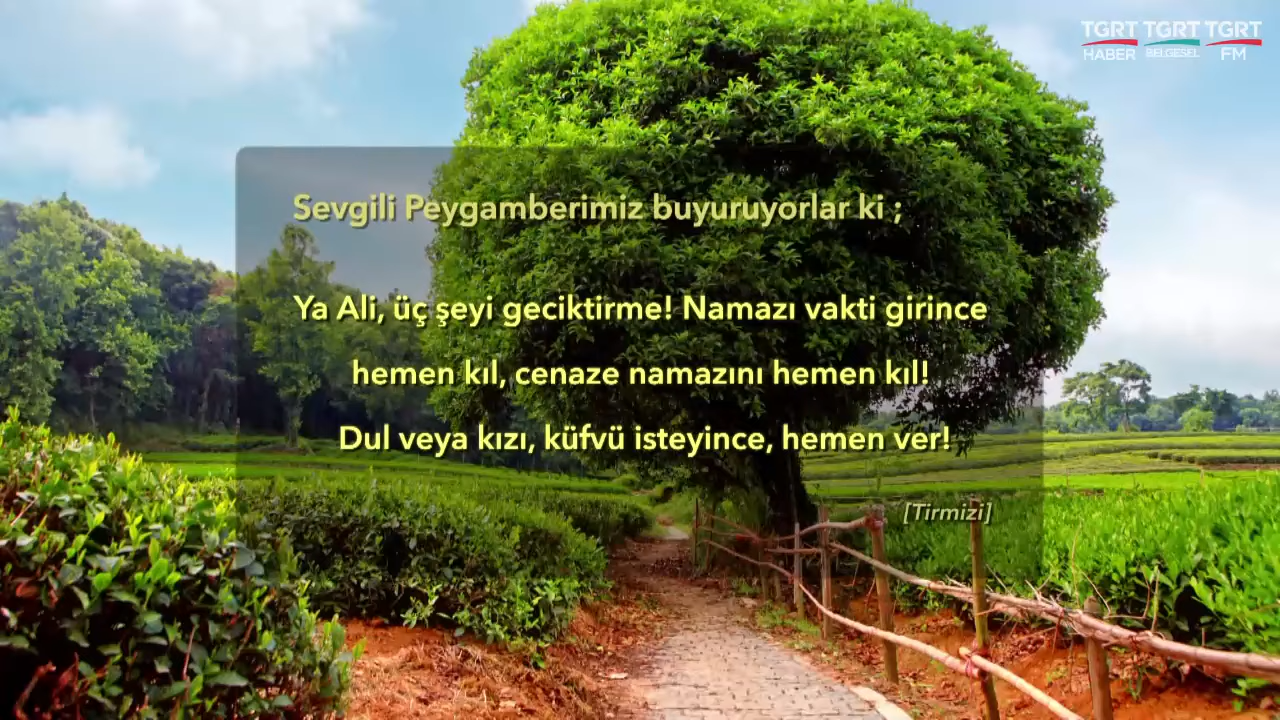 TGRT TGRT TGRT
HABER BELGESEL FM
Sevgili Peygamberimiz buyuruyorlar ki ;
Ya Ali, üç şeyi geciktirme! Namazı vakti girince
hemen kıl, cenaze namazını hemen kıl!
Dul veya kızı, küfvü isteyince, hemen ver!
[Tirmizi]